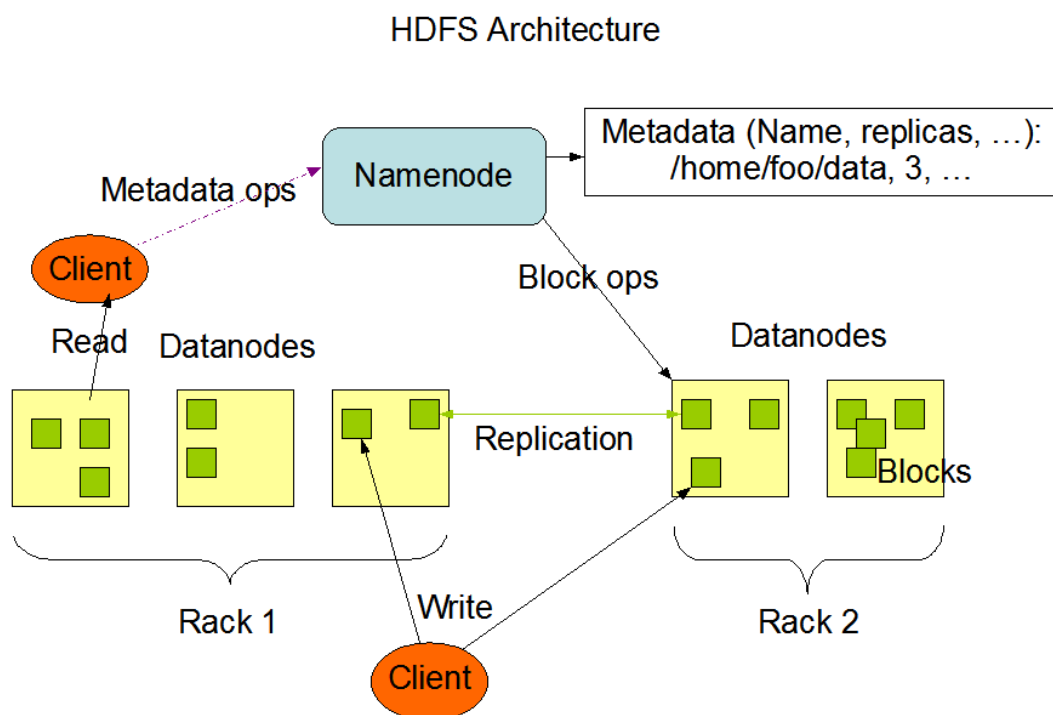 HDFS Architecture
Metadata (Name, replicas, …):
/home/foo/data, 3, …
Namenode
Metadata ops
Client
Block ops
Read
Datanodes
Datanodes
Replication
Blocks
Rack 1
Write
Rack 2
Client